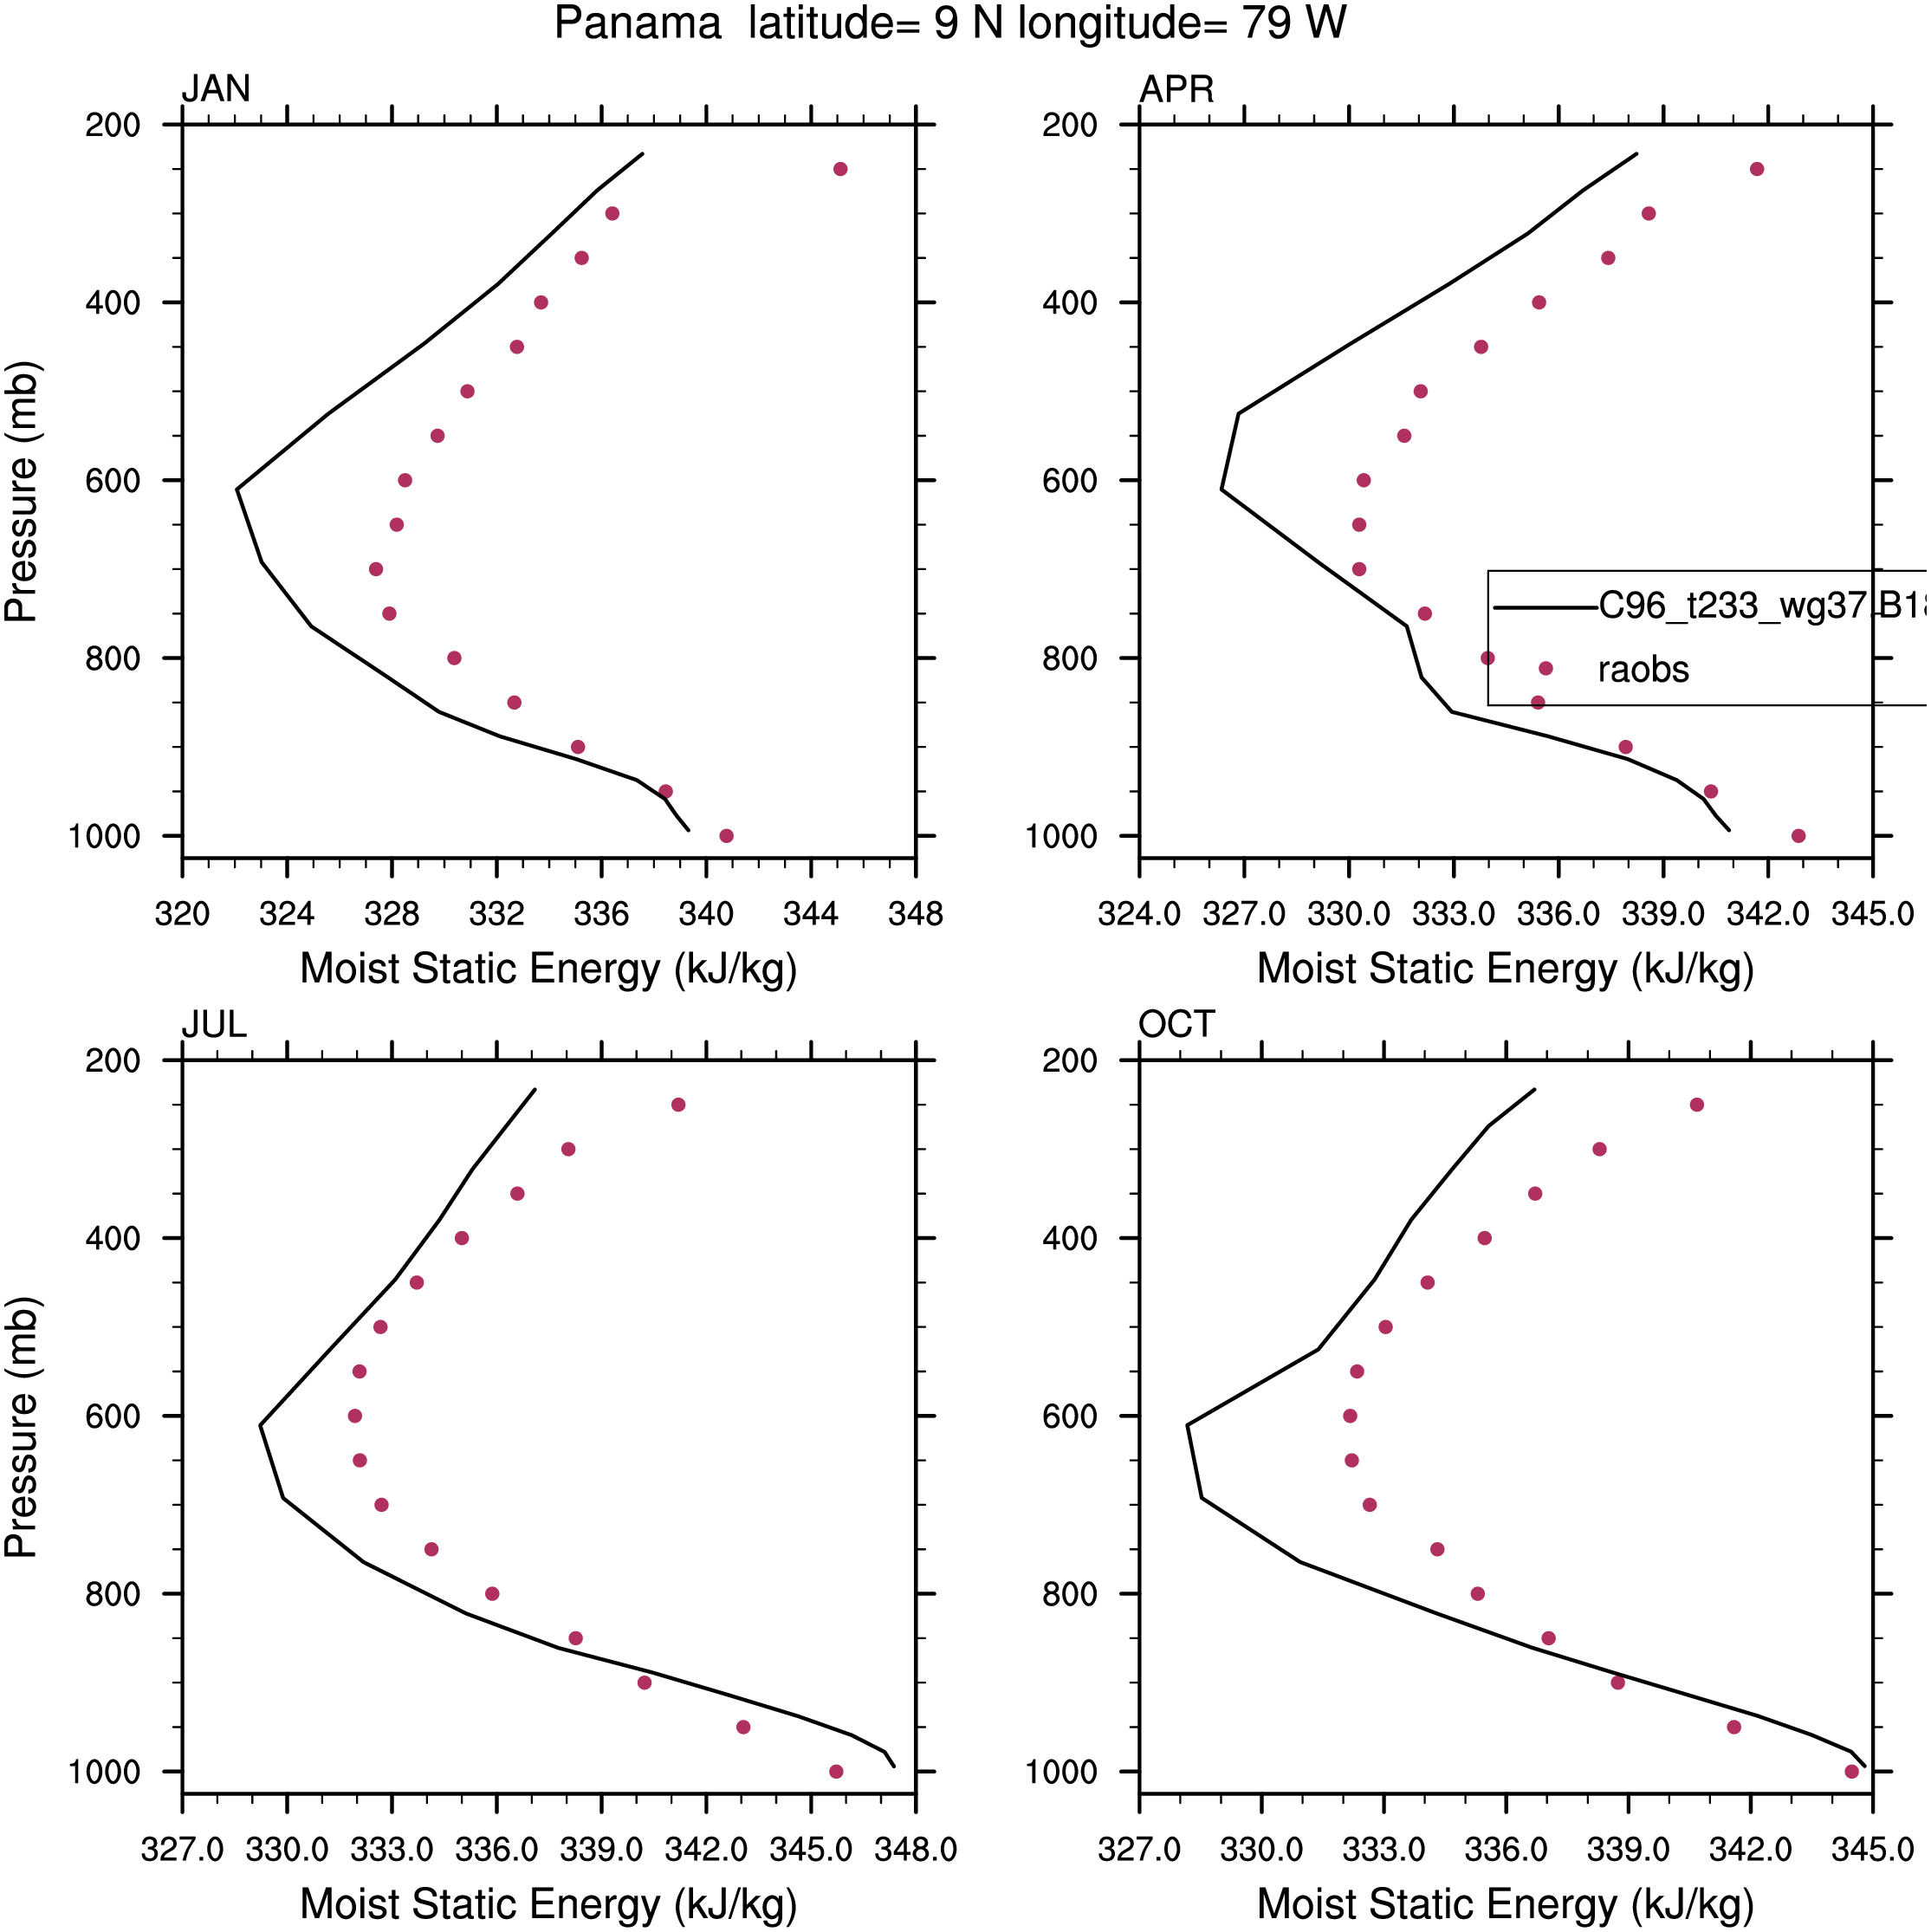 Panama latitude= 9 N longitude= 79 W
JAN
200
400
600
800
1000
Pressure (mb)
320 324 328 332 336 340 344 348
Moist Static Energy (kJ/kg)
APR
200
400
600
800
1000
C96_t233_wg37.B18
raobs
324.0 327.0 330.0 333.0 336.0 339.0 342.0 345.0
Moist Static Energy (kJ/kg)
JUL
200
400
600
800
1000
Pressure (mb)
327.0 330.0 333.0 336.0 339.0 342.0 345.0 348.0
Moist Static Energy (kJ/kg)
OCT
200
400
600
800
1000
327.0 330.0 333.0 336.0 339.0 342.0 345.0
Moist Static Energy (kJ/kg)